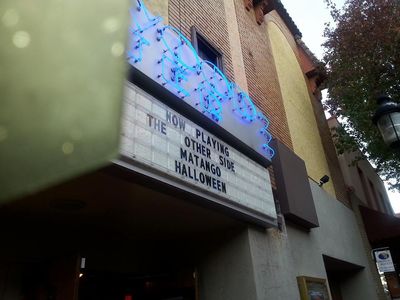 NOW PLAYING
THE OTHER SIDE
MATANGO
HALLOWEEN